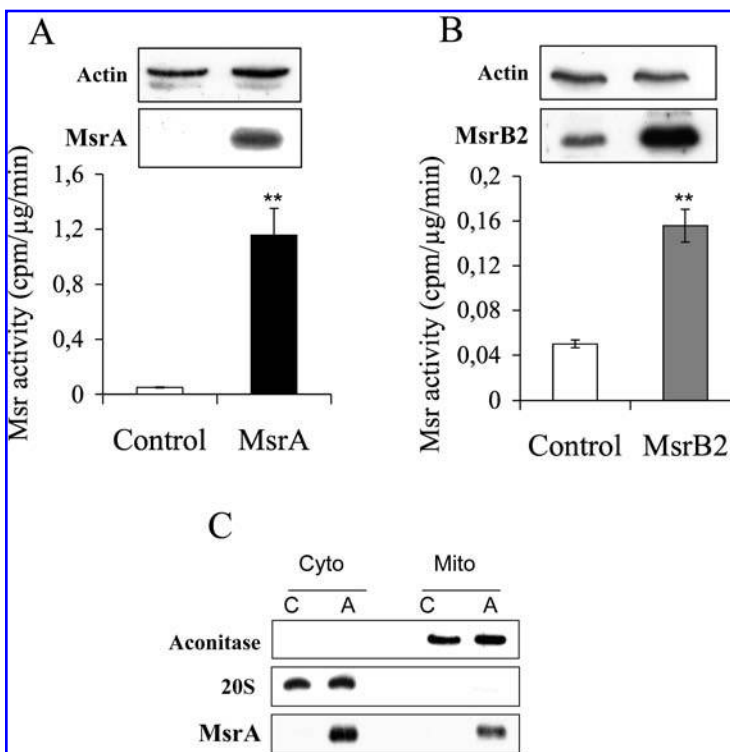 A
Actin
MsrA
Msr activity (cpm/µg/min)
1,6
1,2
0,8
0,4
0
**
Control
MsrA
B
Actin
MsrB2
Msr activity (cpm/µg/min)
0,2
0,16
0,12
0,08
0,04
0
**
Control
MsrB2
C
Cyto Mito
C A C A
Aconitase
20S
MsrA